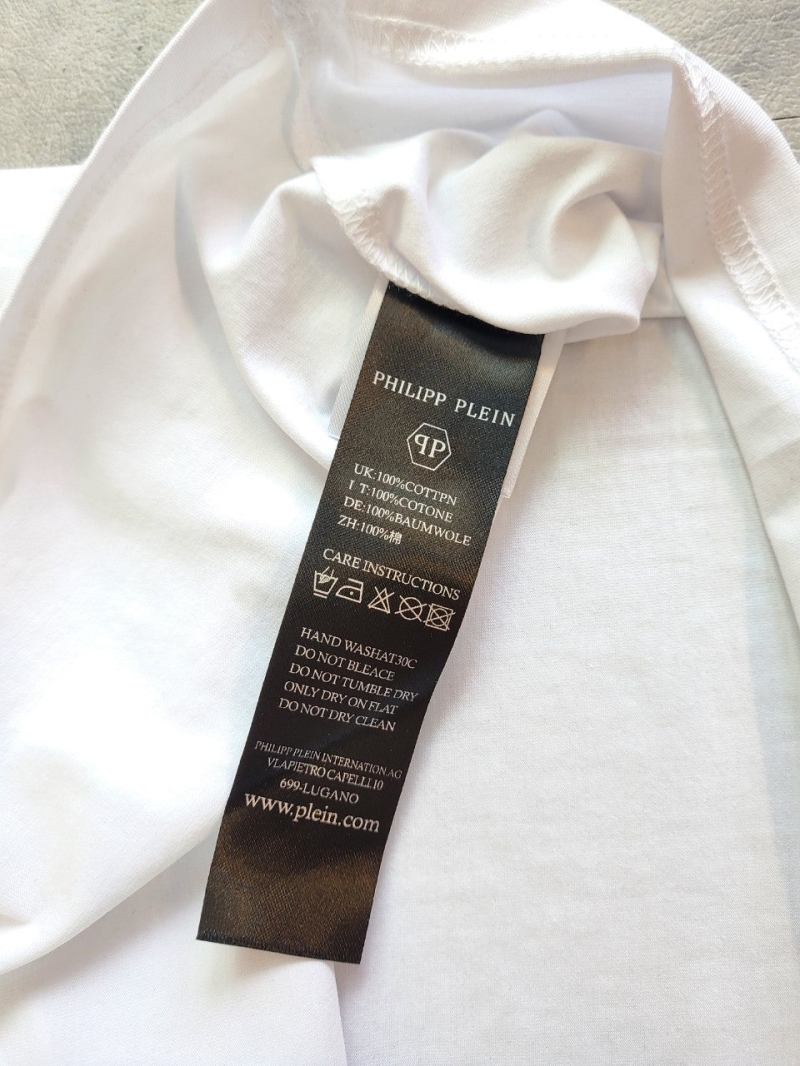 PHILIPP PLEIN
PP
UK:100%COTTPN
I T:100%COTONE
DE:100%BAUMWOLE
ZH:100%棉
CARE INSTRUCTIONS
HAND WASHAT30C
DO NOT BLEACE
DO NOT TUMBLE DRY
ONLY DRY ON FLAT
DO NOT DRY CLEAN
PHILIPP PLEIN INTERNATION.AG
VLAPIETRO CAPELLI.10
699-LUGANO
www.plein.com